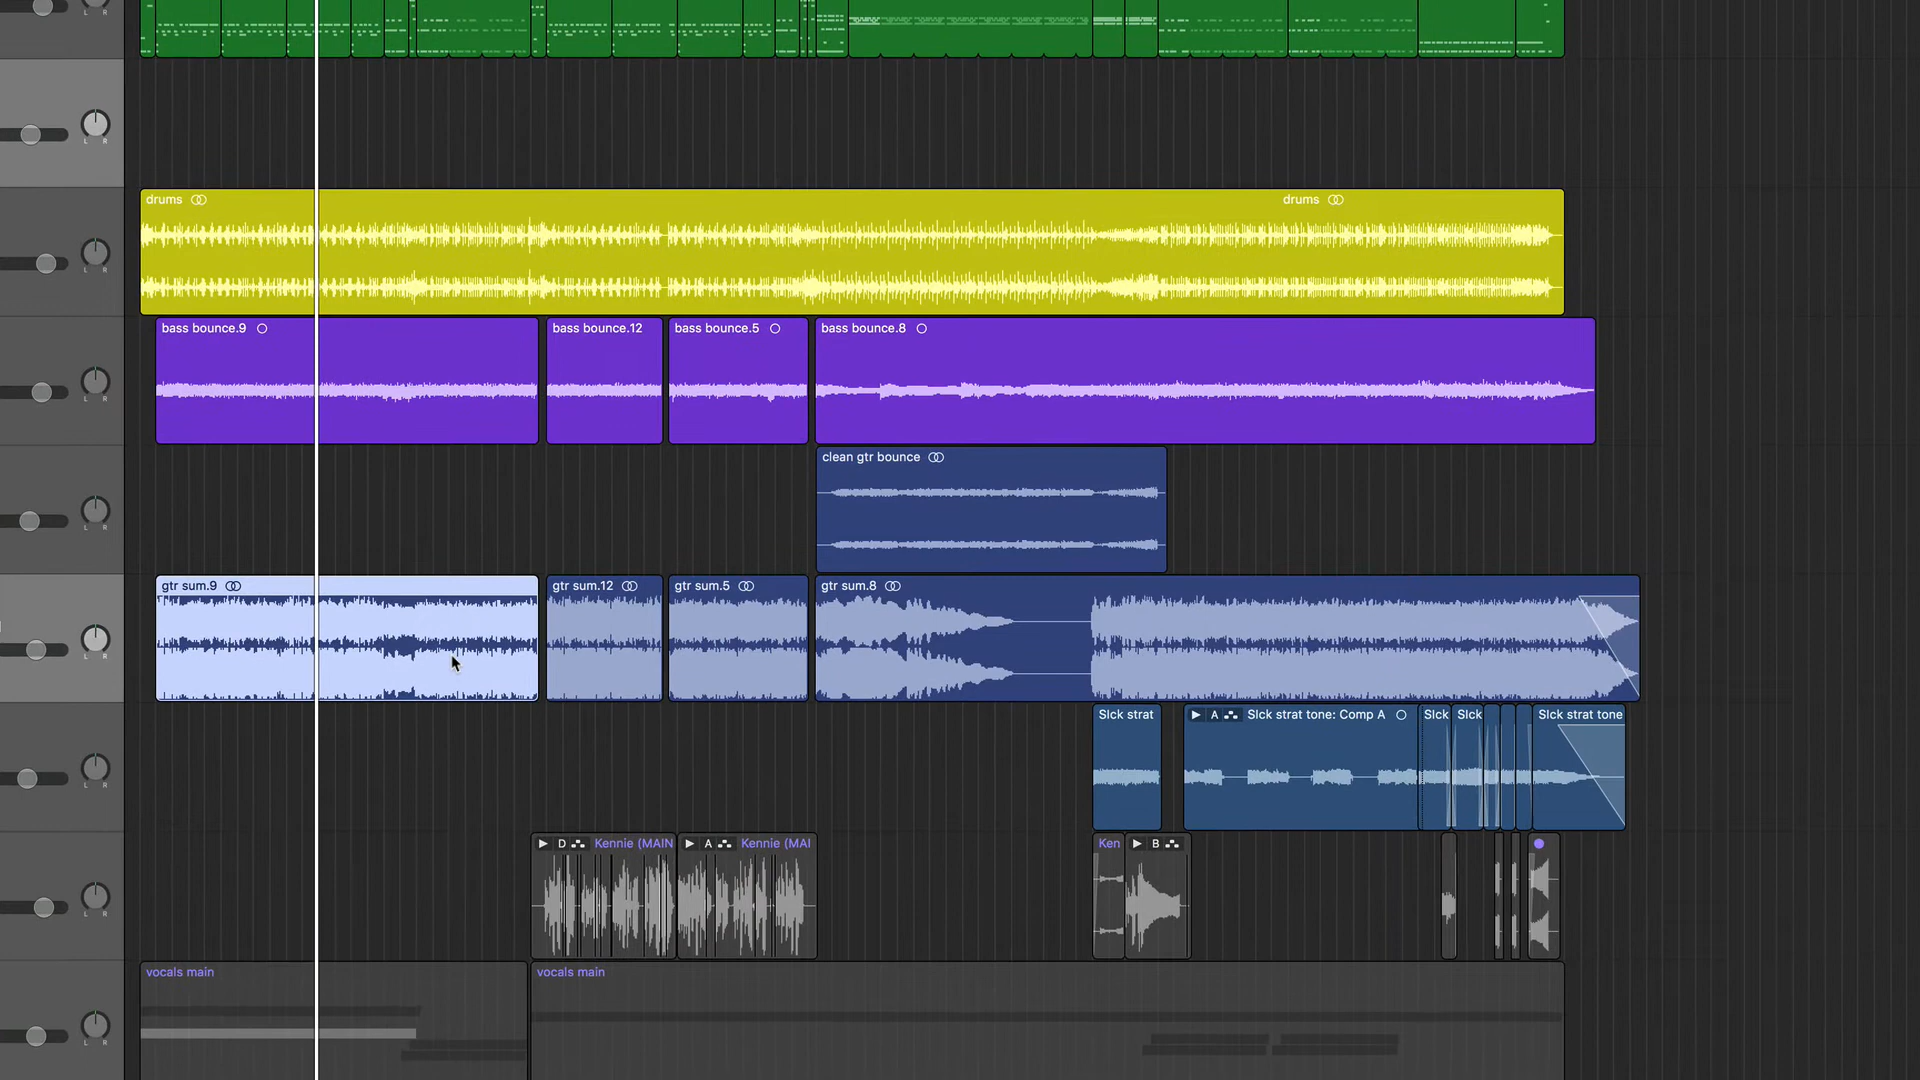 L R
drums
drums
L R
bass bounce.9
bass bounce.12
bass bounce.5
bass bounce.8
L R
clean gtr bounce
L R
gtr sum.9
gtr sum.12
gtr sum.5
gtr sum.8
L R
Slck strat
A
Slck strat tone: Comp A
Slck
Slck
Slck strat tone
L R
D
Kennie (MAIN
A
Kennie (MAI
Ken
B
L R
vocals main
vocals main
L R